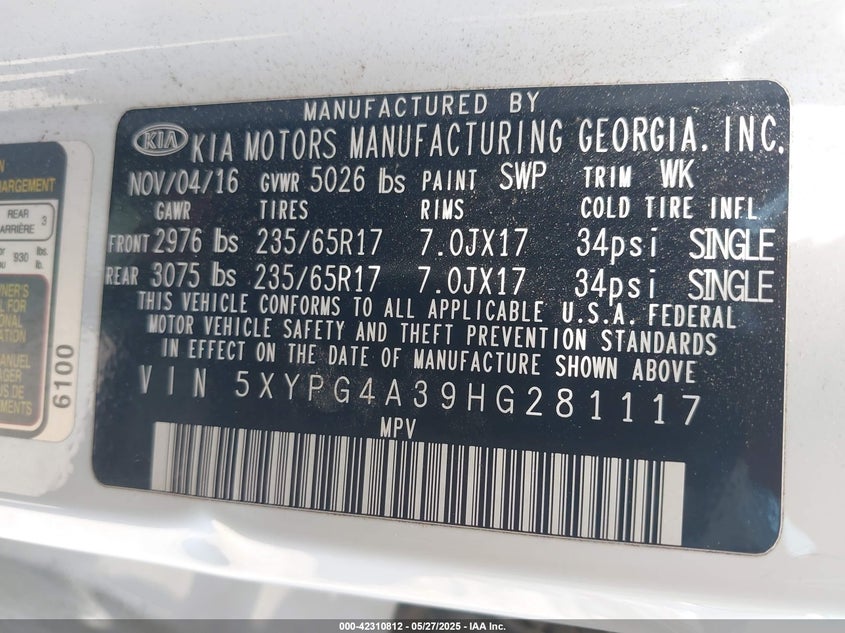 MANUFACTURED BY
KIA KIA MOTORS MANUFACTURING GEORGIA, INC.
NOV/04/16 GVWR 5026 lbs PAINT SWP TRIM WK
GAWR TIRES RIMS COLD TIRE INFL
FRONT 2976 lbs 235/65R17 7.0JX17 34psi SINGLE
REAR 3075 lbs 235/65R17 7.0JX17 34psi SINGLE
THIS VEHICLE CONFORMS TO ALL APPLICABLE U.S.A. FEDERAL
MOTOR VEHICLE SAFETY AND THEFT PREVENTION STANDARDS
IN EFFECT ON THE DATE OF MANUFACTURE SHOWN ABOVE
VIN 5XYPG4A39HG281117
MPV
REAR 3
ARRIÈRE
930 lbs.
lb.
6100
000-42310812 - 05/27/2025 - IAA Inc.